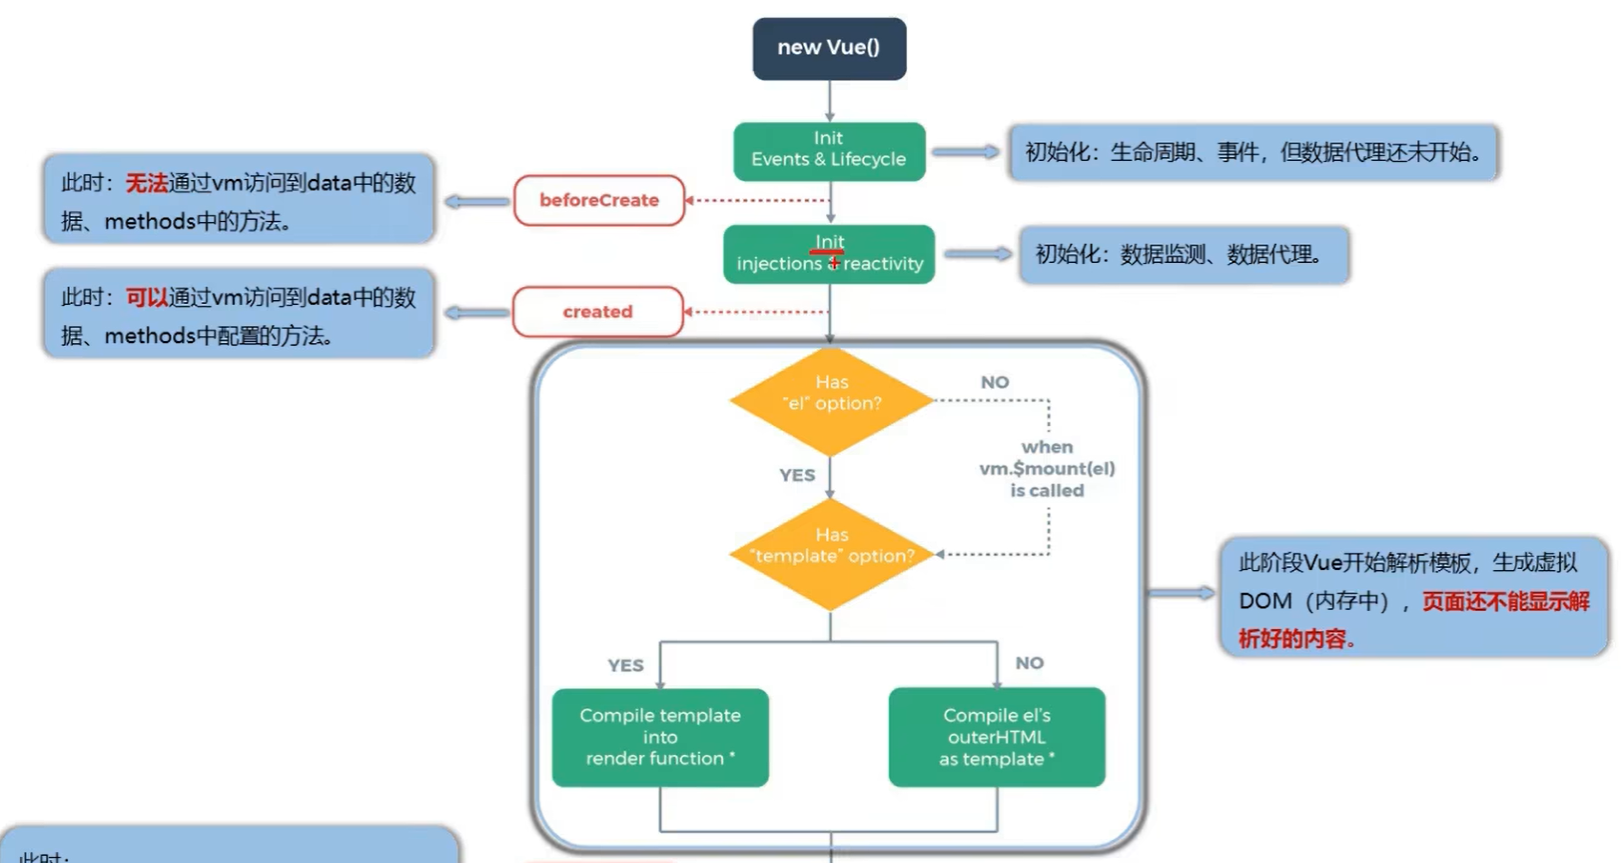 new Vue()
Init
Events & Lifecycle
初始化：生命周期、事件，但数据代理还未开始。
此时：无法通过vm访问到data中的数
据、methods中的方法。
beforeCreate
Init
injections & reactivity
初始化：数据监测、数据代理。
此时：可以通过vm访问到data中的数
据、methods中配置的方法。
created
Has
“el” option?
NO
when
vm.$mount(el)
is called
YES
Has
“template” option?
此阶段Vue开始解析模板，生成虚拟
DOM（内存中），页面还不能显示解
析好的内容。
YES
NO
Compile template
into
render function *
Compile el’s
outerHTML
as template *
此时：